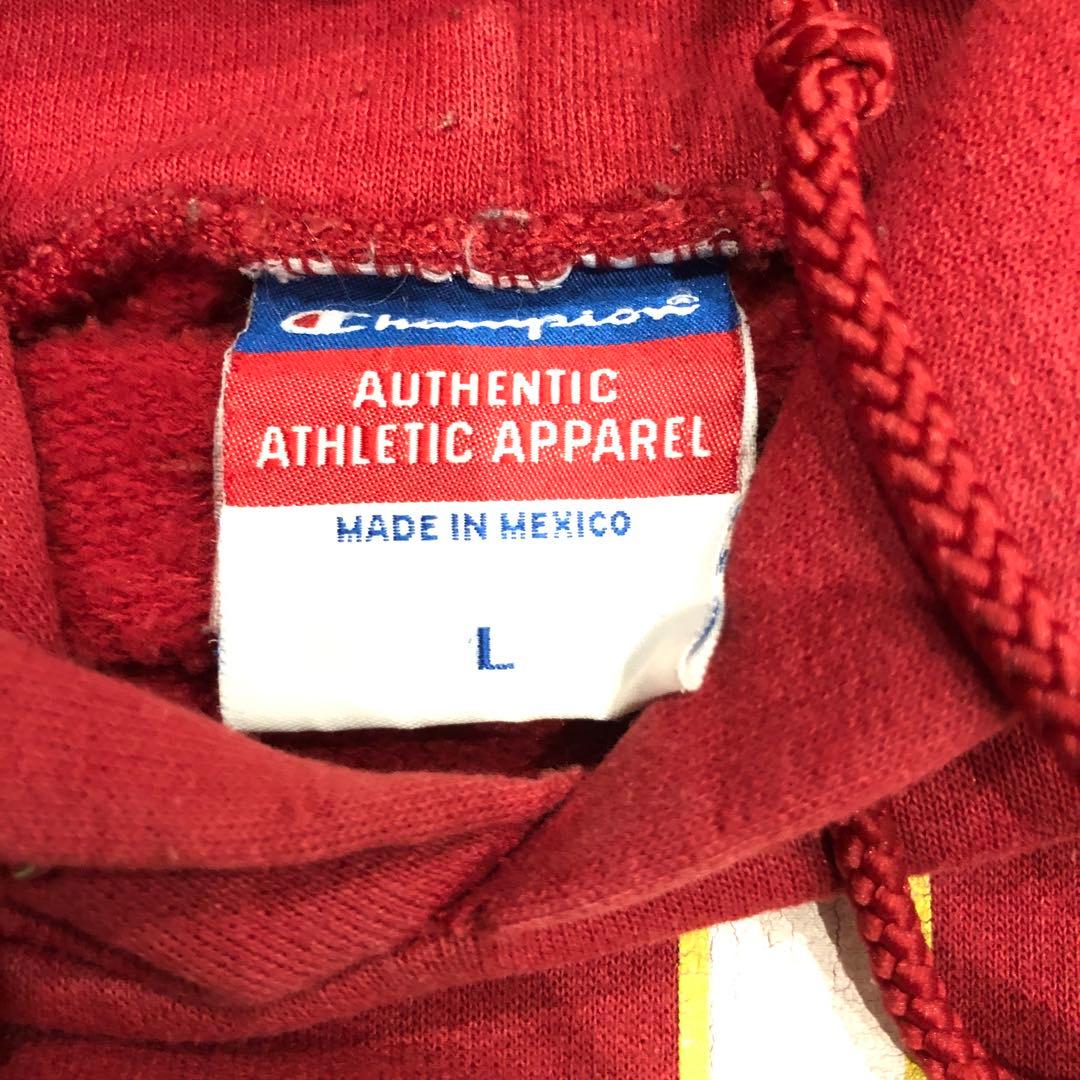 Champion®
AUTHENTIC
ATHLETIC APPAREL
MADE IN MEXICO
L